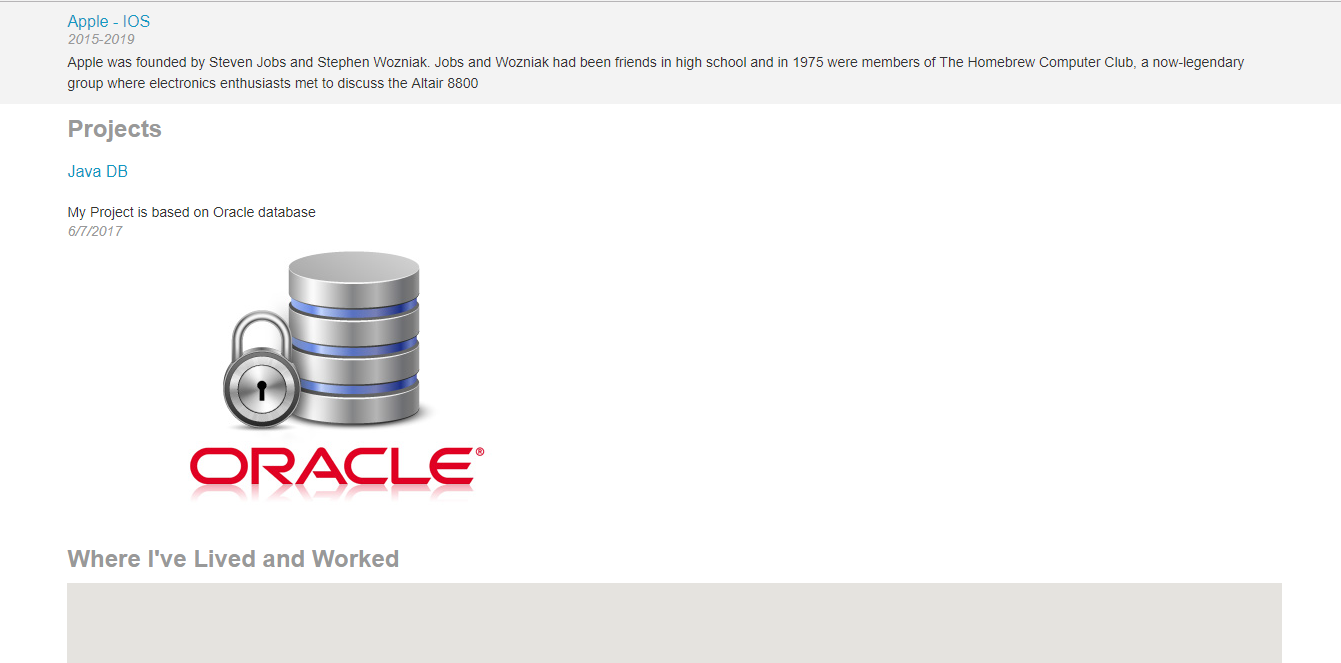 Apple - IOS
2015-2019
Apple was founded by Steven Jobs and Stephen Wozniak. Jobs and Wozniak had been friends in high school and in 1975 were members of The Homebrew Computer Club, a now-legendary
group where electronics enthusiasts met to discuss the Altair 8800
Projects
Java DB
My Project is based on Oracle database
6/7/2017
ORACLE®
Where I've Lived and Worked